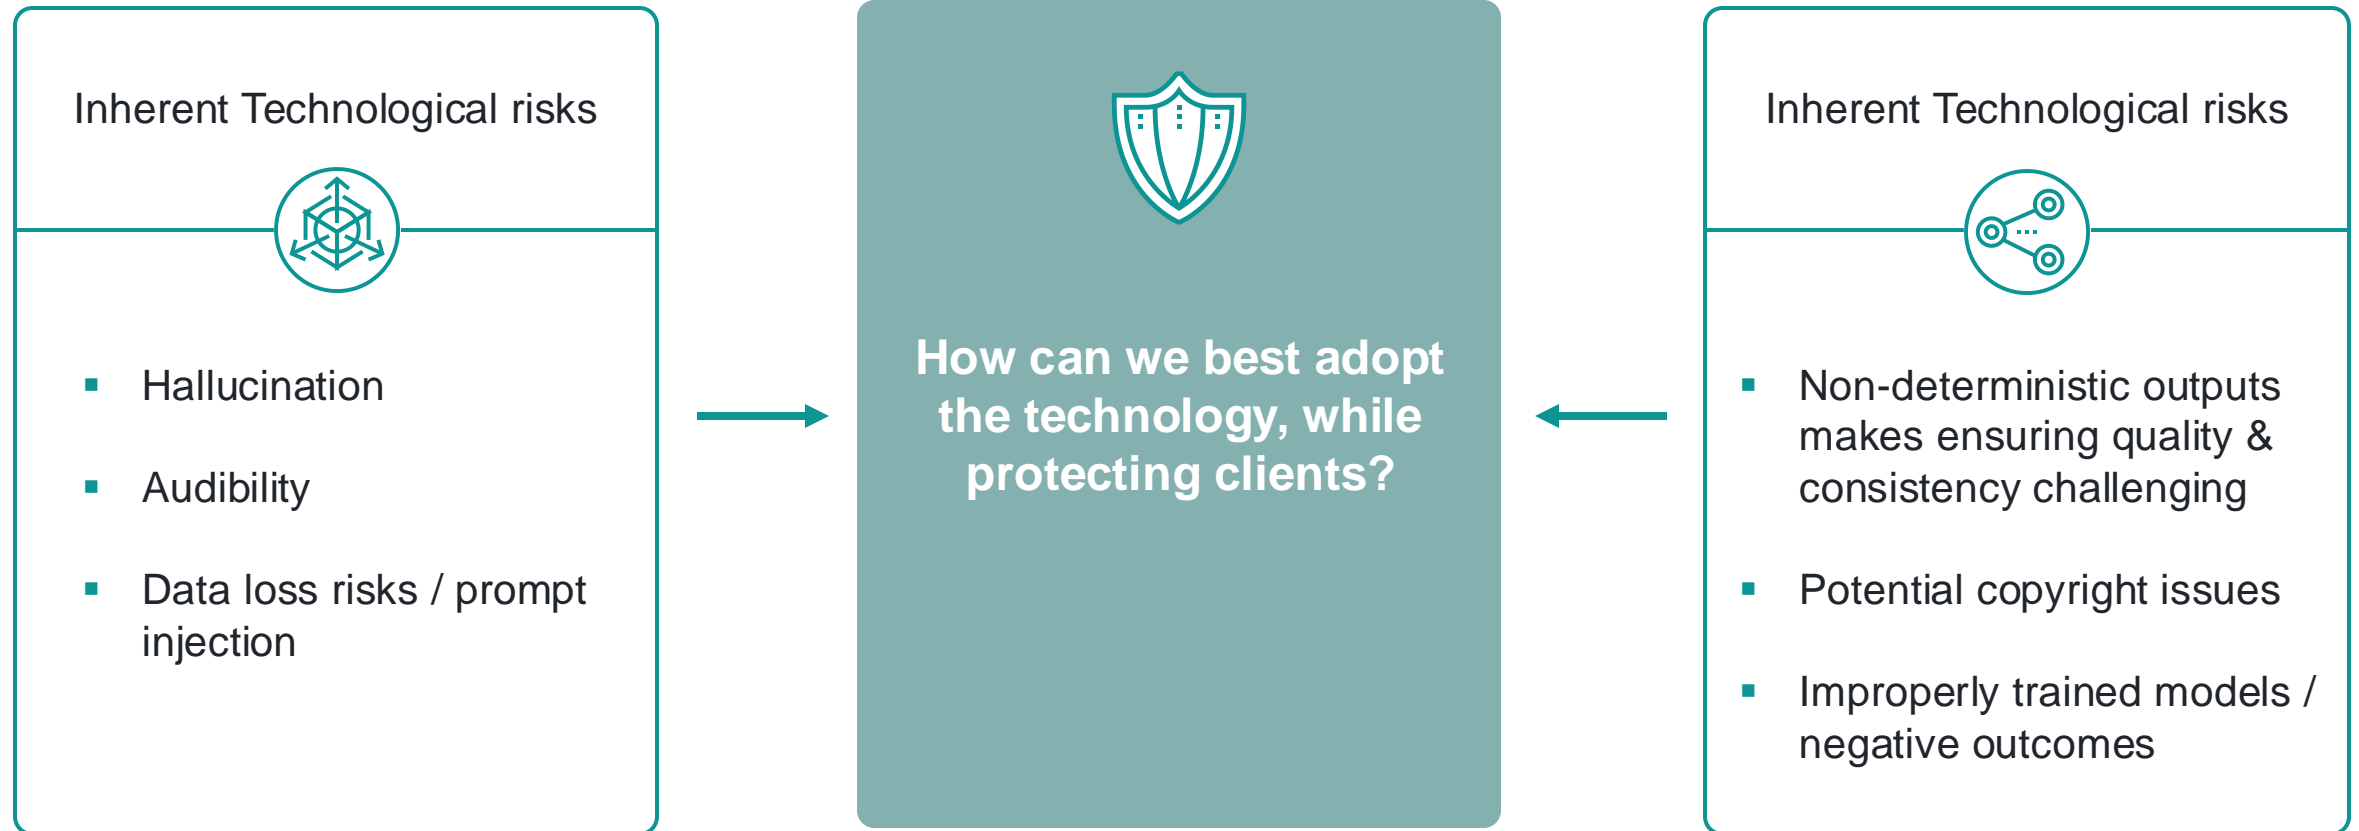 Inherent Technological risks
Hallucination
Audibility
Data loss risks / prompt
injection
How can we best adopt
the technology, while
protecting clients?
Inherent Technological risks
Non-deterministic outputs
makes ensuring quality &
consistency challenging
Potential copyright issues
Improperly trained models /
negative outcomes